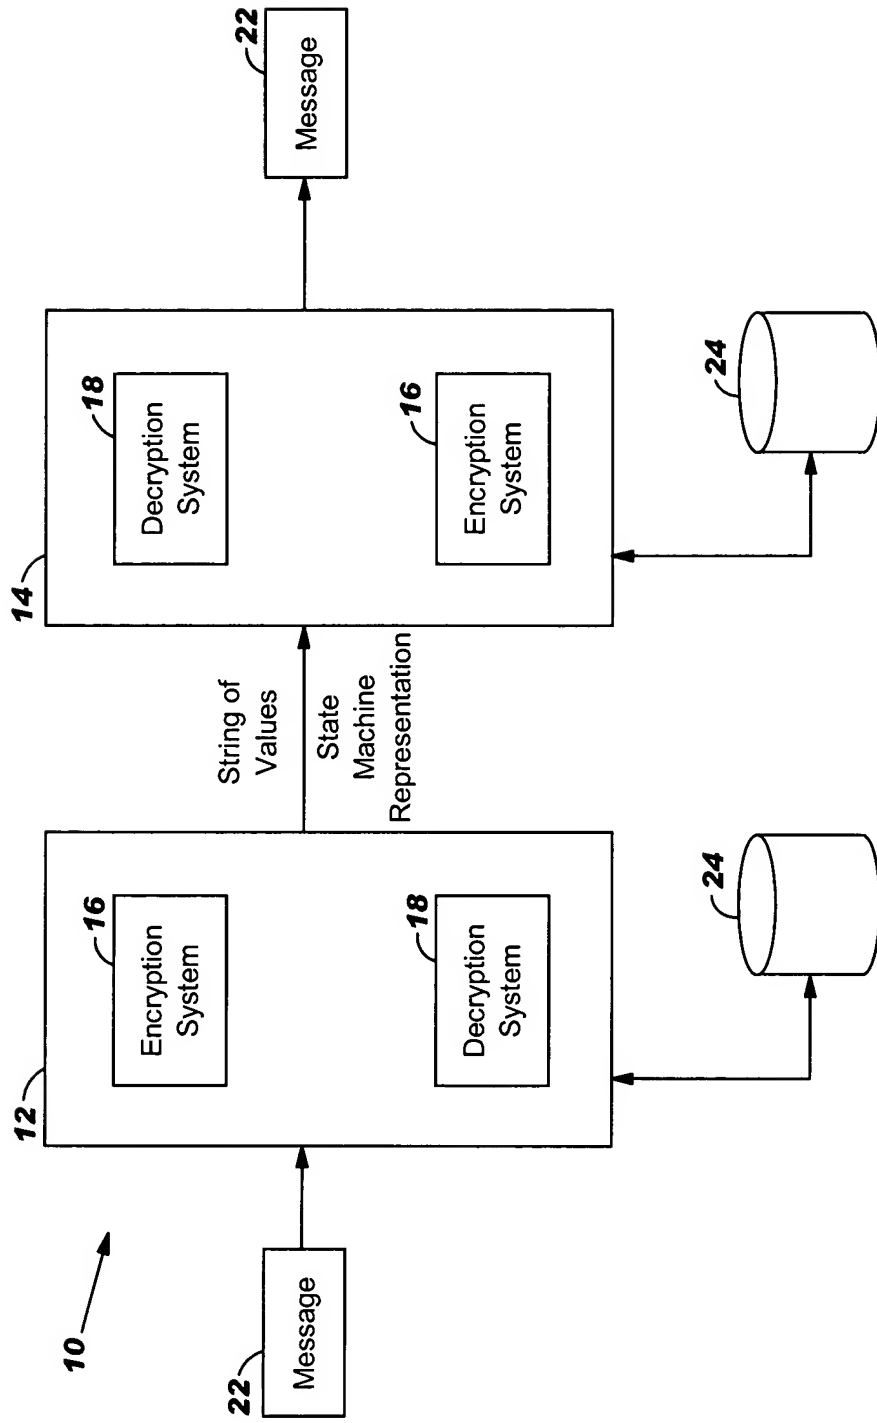 10
22
Message
12
16
Encryption
System
18
Decryption
System
24
String of
Values
State
Machine
Representation
14
18
Decryption
System
16
Encryption
System
24
22
Message